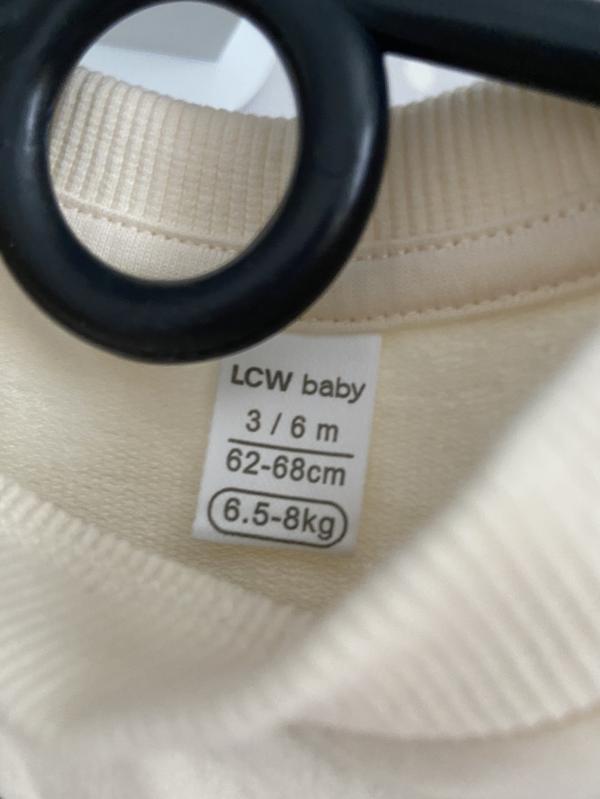 LCW baby
3 / 6 m
62-68cm
6.5-8kg